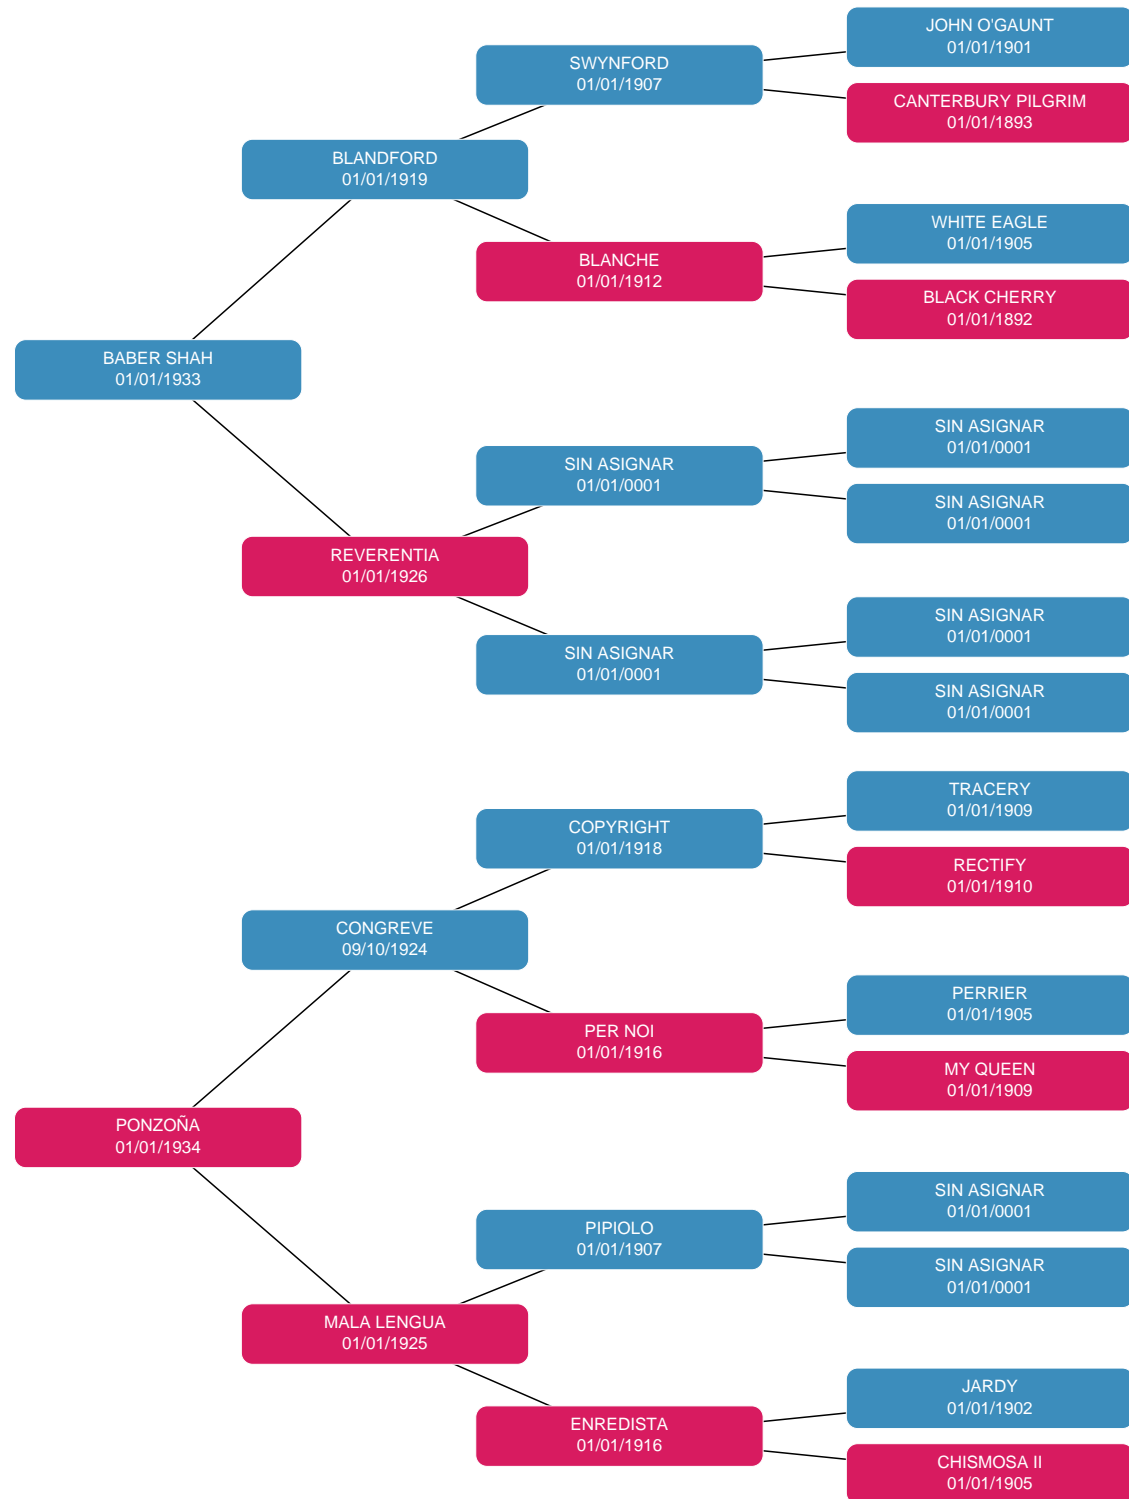 JOHN O'GAUNT
01/01/1901
SWYNFORD
01/01/1907
CANTERBURY PILGRIM
01/01/1893
BLANDFORD
01/01/1919
WHITE EAGLE
01/01/1905
BLANCHE
01/01/1912
BLACK CHERRY
01/01/1892
BABER SHAH
01/01/1933
SIN ASIGNAR
01/01/0001
SIN ASIGNAR
01/01/0001
SIN ASIGNAR
01/01/0001
REVERENTIA
01/01/1926
SIN ASIGNAR
01/01/0001
SIN ASIGNAR
01/01/0001
SIN ASIGNAR
01/01/0001
TRACERY
01/01/1909
COPYRIGHT
01/01/1918
RECTIFY
01/01/1910
CONGREVE
09/10/1924
PERRIER
01/01/1905
PER NOI
01/01/1916
MY QUEEN
01/01/1909
PONZOÑA
01/01/1934
SIN ASIGNAR
01/01/0001
PIPIOLO
01/01/1907
SIN ASIGNAR
01/01/0001
MALA LENGUA
01/01/1925
JARDY
01/01/1902
ENREDISTA
01/01/1916
CHISMOSA II
01/01/1905